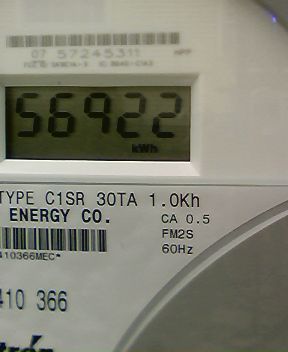 07 57245311
56922
kWh
TYPE C1SR 30TA 1.0Kh
ENERGY CO.
CA 0.5
FM2S
60Hz
410366MEC*
410 366